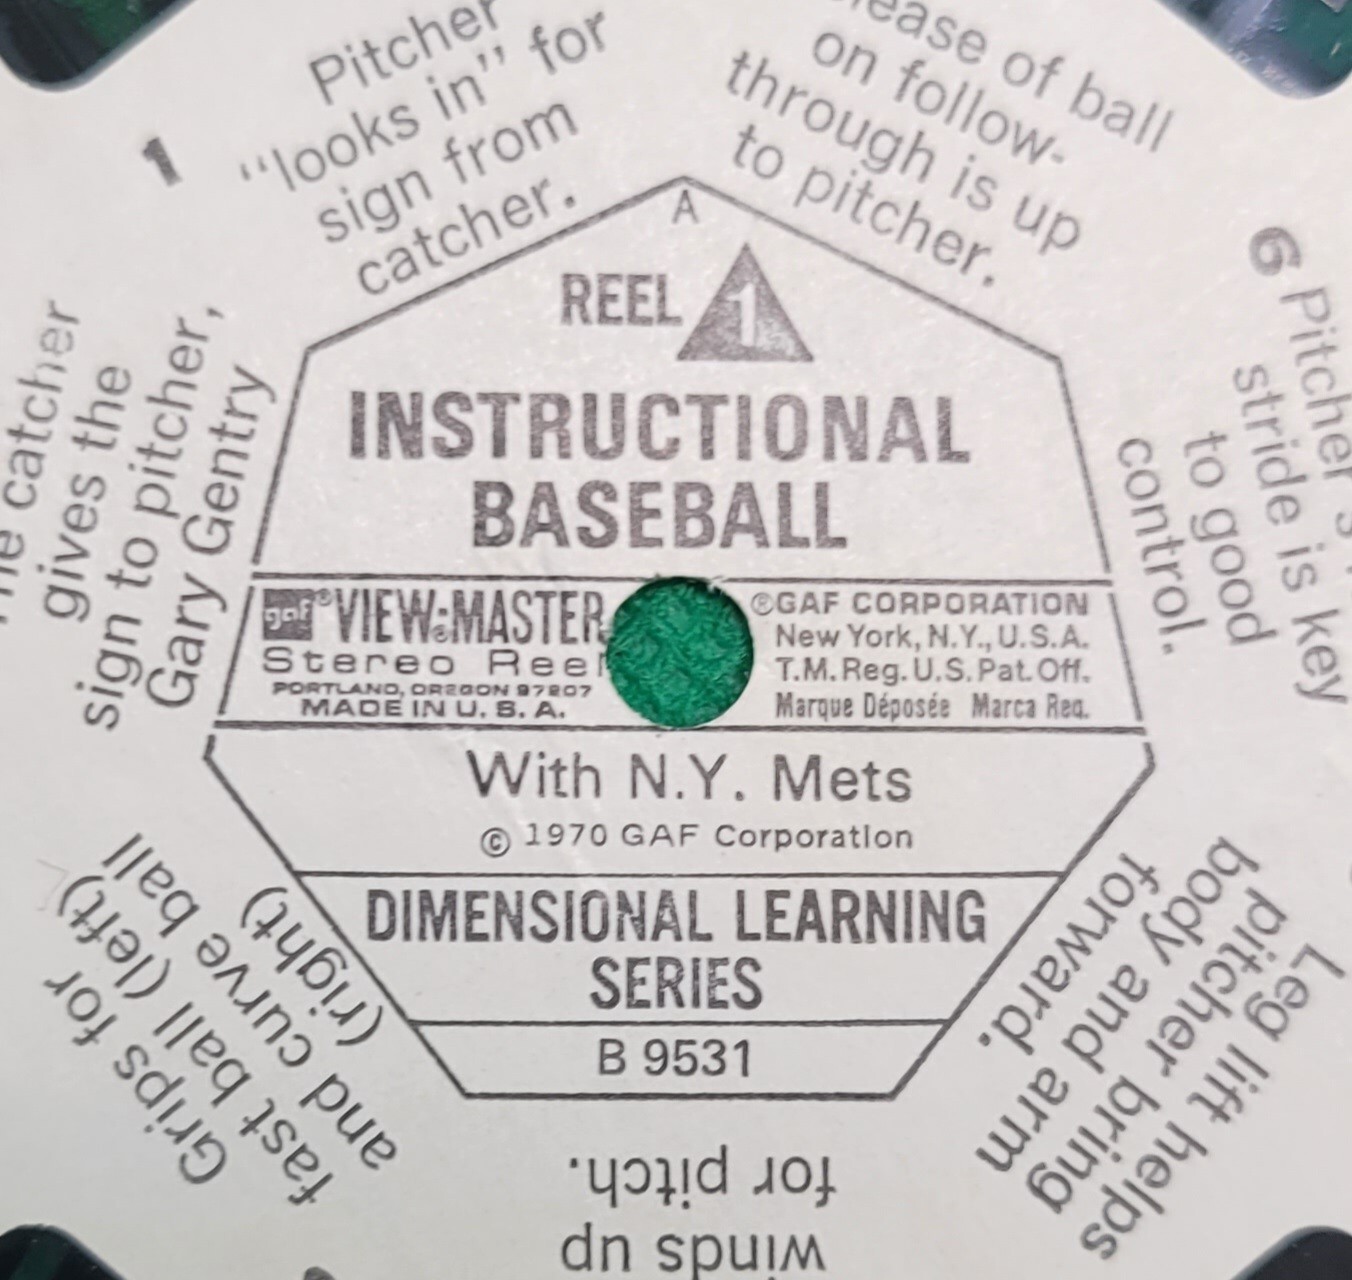 REEL 1
A
INSTRUCTIONAL
BASEBALL
gaf® VIEW-MASTER®
Stereo Reel
PORTLAND, OREGON 97207
MADE IN U.S.A.
©GAF CORPORATION
New York, N.Y., U.S.A.
T.M. Reg. U.S. Pat. Off.
Marque Déposée Marca Reg.
With N.Y. Mets
© 1970 GAF Corporation
DIMENSIONAL LEARNING
SERIES
B 9531
1
Pitcher
"looks in" for
sign from
catcher.
catcher
gives the
sign to pitcher,
Gary Gentry
Grips for
fast ball (left)
and curve ball
(right)
winds up
for pitch.
Leg lift helps
pitcher bring
body and arm
forward.
6 Pitcher's
stride is key
to good
control.
of ball
on follow-
through is up
to pitcher.